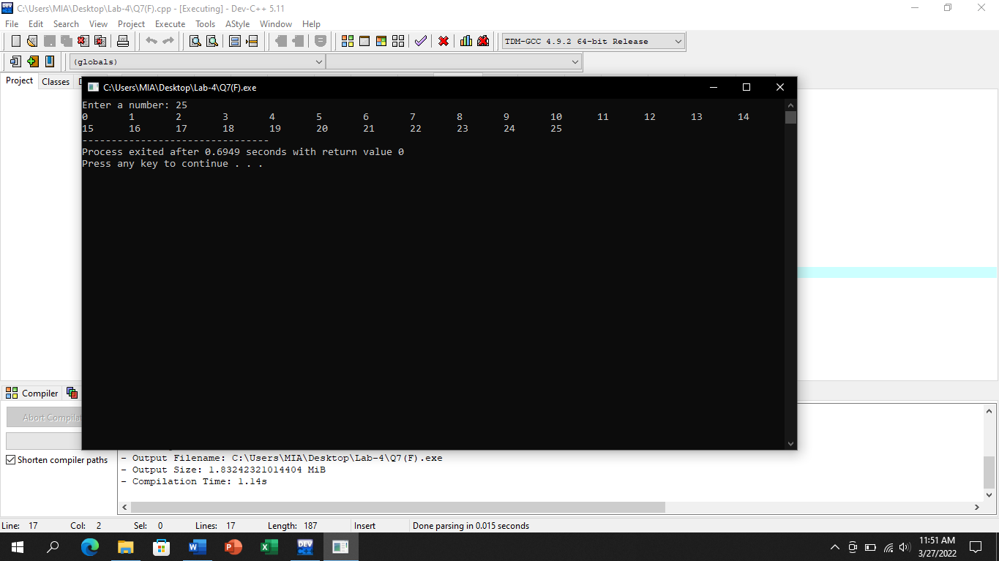 C:\Users\MIA\Desktop\Lab-4\Q7(F).cpp - [Executing] - Dev-C++ 5.11
File Edit Search View Project Execute Tools AStyle Window Help
TDM-GCC 4.9.2 64-bit Release
(globals)
Project Classes
C:\Users\MIA\Desktop\Lab-4\Q7(F).exe
Enter a number: 25
0 1 2 3 4 5 6 7 8 9 10 11 12 13 14
15 16 17 18 19 20 21 22 23 24 25
--------------------------------
Process exited after 0.6949 seconds with return value 0
Press any key to continue . . .
Compiler
Abort Compilat
Shorten compiler paths
- Output Filename: C:\Users\MIA\Desktop\Lab-4\Q7(F).exe
- Output Size: 1.83242321014404 MiB
- Compilation Time: 1.14s
Line: 17 Col: 2 Sel: 0 Lines: 17 Length: 187 Insert Done parsing in 0.015 seconds
11:51 AM
3/27/2022